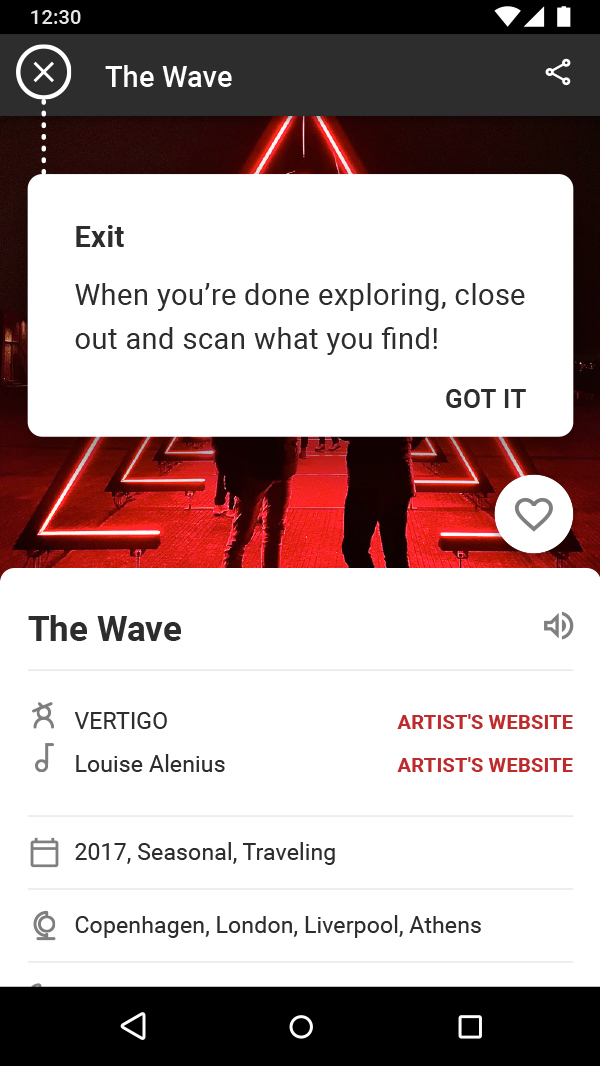 12:30
The Wave
Exit
When you’re done exploring, close
out and scan what you find!
GOT IT
The Wave
VERTIGO ARTIST'S WEBSITE
Louise Alenius ARTIST'S WEBSITE
2017, Seasonal, Traveling
Copenhagen, London, Liverpool, Athens